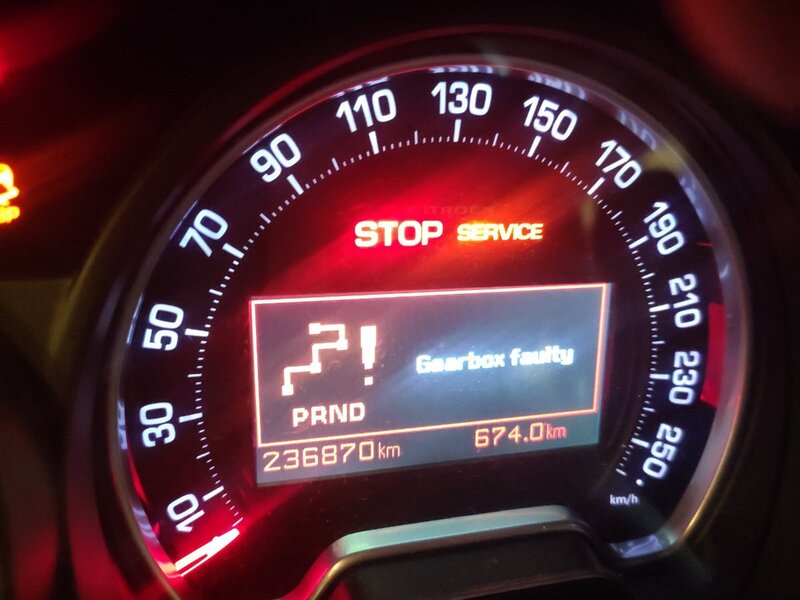 10
30
50
70
90
110
130
150
170
190
210
230
250
km/h
CITROEN
STOP SERVICE
Gearbox faulty
PRND
236870km 674.0km